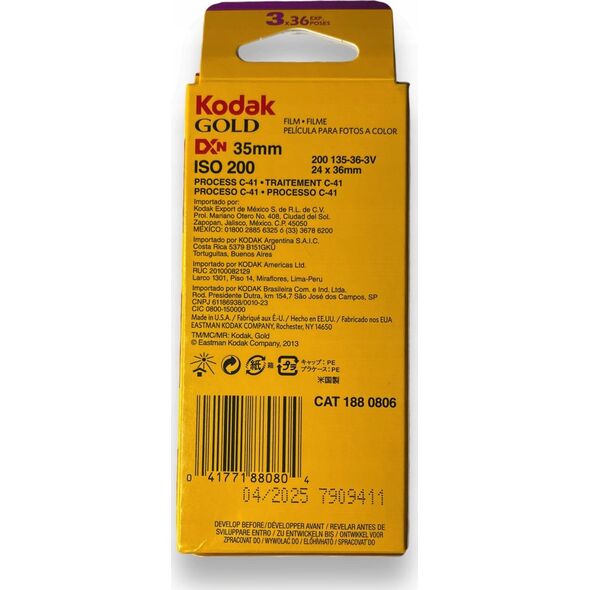 3x36 EXP. POSES
Kodak
GOLD
FILM • FILME
PELÍCULA PARA FOTOS A COLOR
DXN 35mm
ISO 200
200 135-36-3V
24 x 36mm
PROCESS C-41 • TRAITEMENT C-41
PROCESO C-41 • PROCESSO C-41
Importado por:
Kodak Export de México S. de R.L. de C.V.
Prol. Mariano Otero No. 408, Ciudad del Sol.
Zapopan, Jalisco, México. C.P.
MÉXICO: 01800 2885 6325 ó (33) 3678 6200
Importado por KODAK Argentina S.A.I.C.
Costa Rica 5379 B151GKU
Tortuguitas, Buenos Aires
Importado por KODAK Americas Ltd.
RUC 20100082129
Larco 1301, Piso 14, Miraflores, Lima-Peru
Importado por KODAK Brasileira Com. e Ind. Ltda.
Rod. Presidente Dutra, km 154,7 São José dos Campos, SP
CNPJ 61186938/0010-23
CIC 0800-150000
Made in U.S.A. / Fabriqué aux É.-U. / Hecho en EE.UU. / Fabricado nos EUA
EASTMAN KODAK COMPANY, Rochester, NY 14650
TM/MC/MR: Kodak, Gold
© Eastman Kodak Company, 2013
紙 箱 プラ キャップ: PE
プラケース: PE
米国製
CAT 188 0806
0 41771 88080 4
04/2025 7909411
DEVELOP BEFORE/DÉVELOPPER AVANT / REVELAR ANTES DE
SVILUPPARE ENTRO / ZU ENTWICKELN BIS / ONTWIKKEL VOOR
ZPRACOVAT DO / WYWOŁAĆ DO / ELŐHÍVHATÓ / SPRACOVAŤ DO